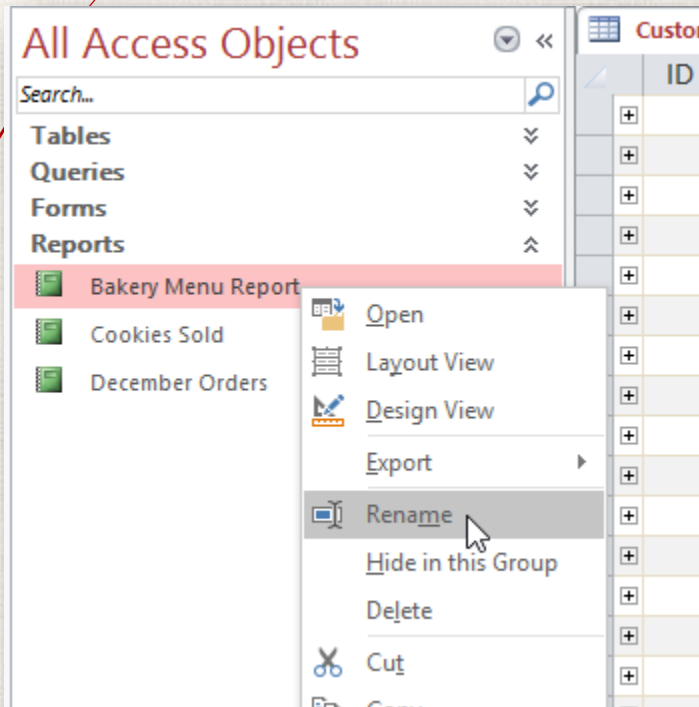 All Access Objects
Custo
ID
Search...
Tables
Queries
Forms
Reports
Bakery Menu Report
Cookies Sold
December Orders
Open
Layout View
Design View
Export
Rename
Hide in this Group
Delete
Cut
Copy